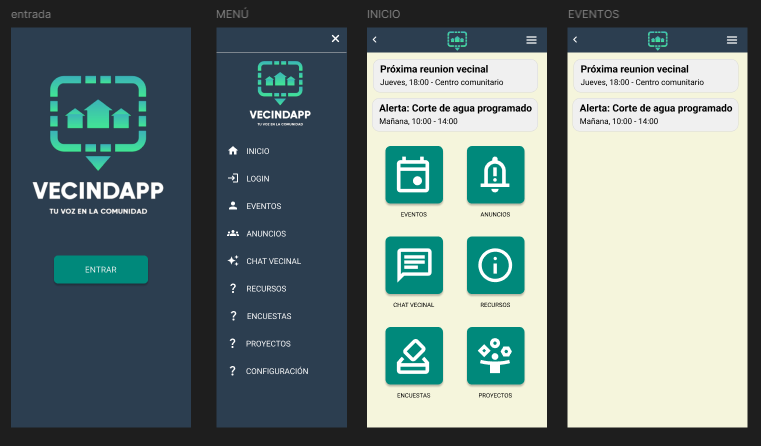 entrada
VECINDAPP
TU VOZ EN LA COMUNIDAD
ENTRAR
MENÚ
VECINDAPP
TU VOZ EN LA COMUNIDAD
INICIO
LOGIN
EVENTOS
ANUNCIOS
CHAT VECINAL
? RECURSOS
? ENCUESTAS
? PROYECTOS
? CONFIGURACIÓN
INICIO
Próxima reunion vecinal
Jueves, 18:00 - Centro comunitario
Alerta: Corte de agua programado
Mañana, 10:00 - 14:00
EVENTOS
ANUNCIOS
CHAT VECINAL
RECURSOS
ENCUESTAS
PROYECTOS
EVENTOS
Próxima reunion vecinal
Jueves, 18:00 - Centro comunitario
Alerta: Corte de agua programado
Mañana, 10:00 - 14:00